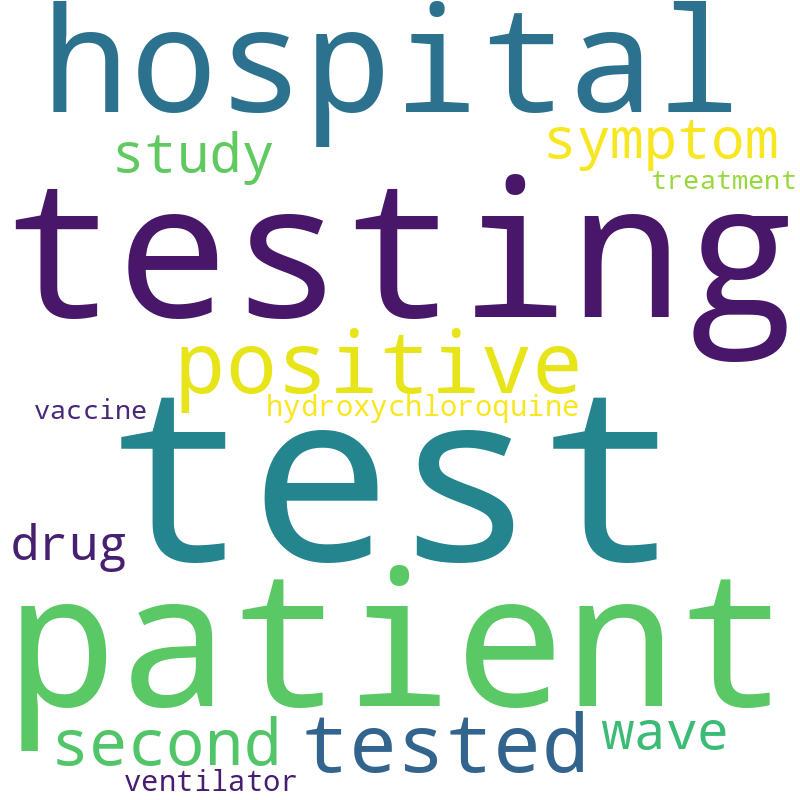 hospital
study symptom
treatment
testing
positive
vaccine hydroxychloroquine
test
drug
patient
second tested wave
ventilator